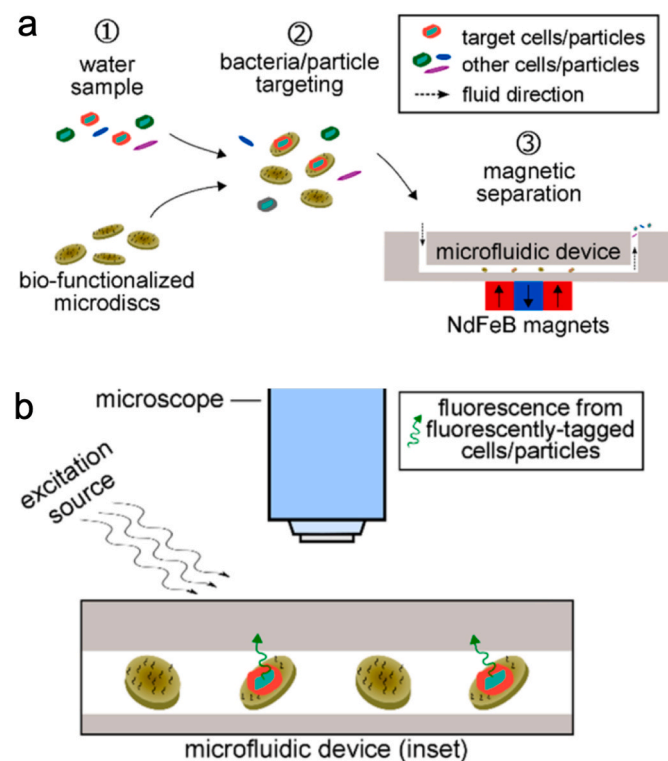 a
①
water
sample
②
bacteria/particle
targeting
target cells/particles
other cells/particles
fluid direction
③
magnetic
separation
bio-functionalized
microdiscs
microfluidic device
NdFeB magnets
b
microscope
fluorescence from
fluorescently-tagged
cells/particles
excitation
source
microfluidic device (inset)